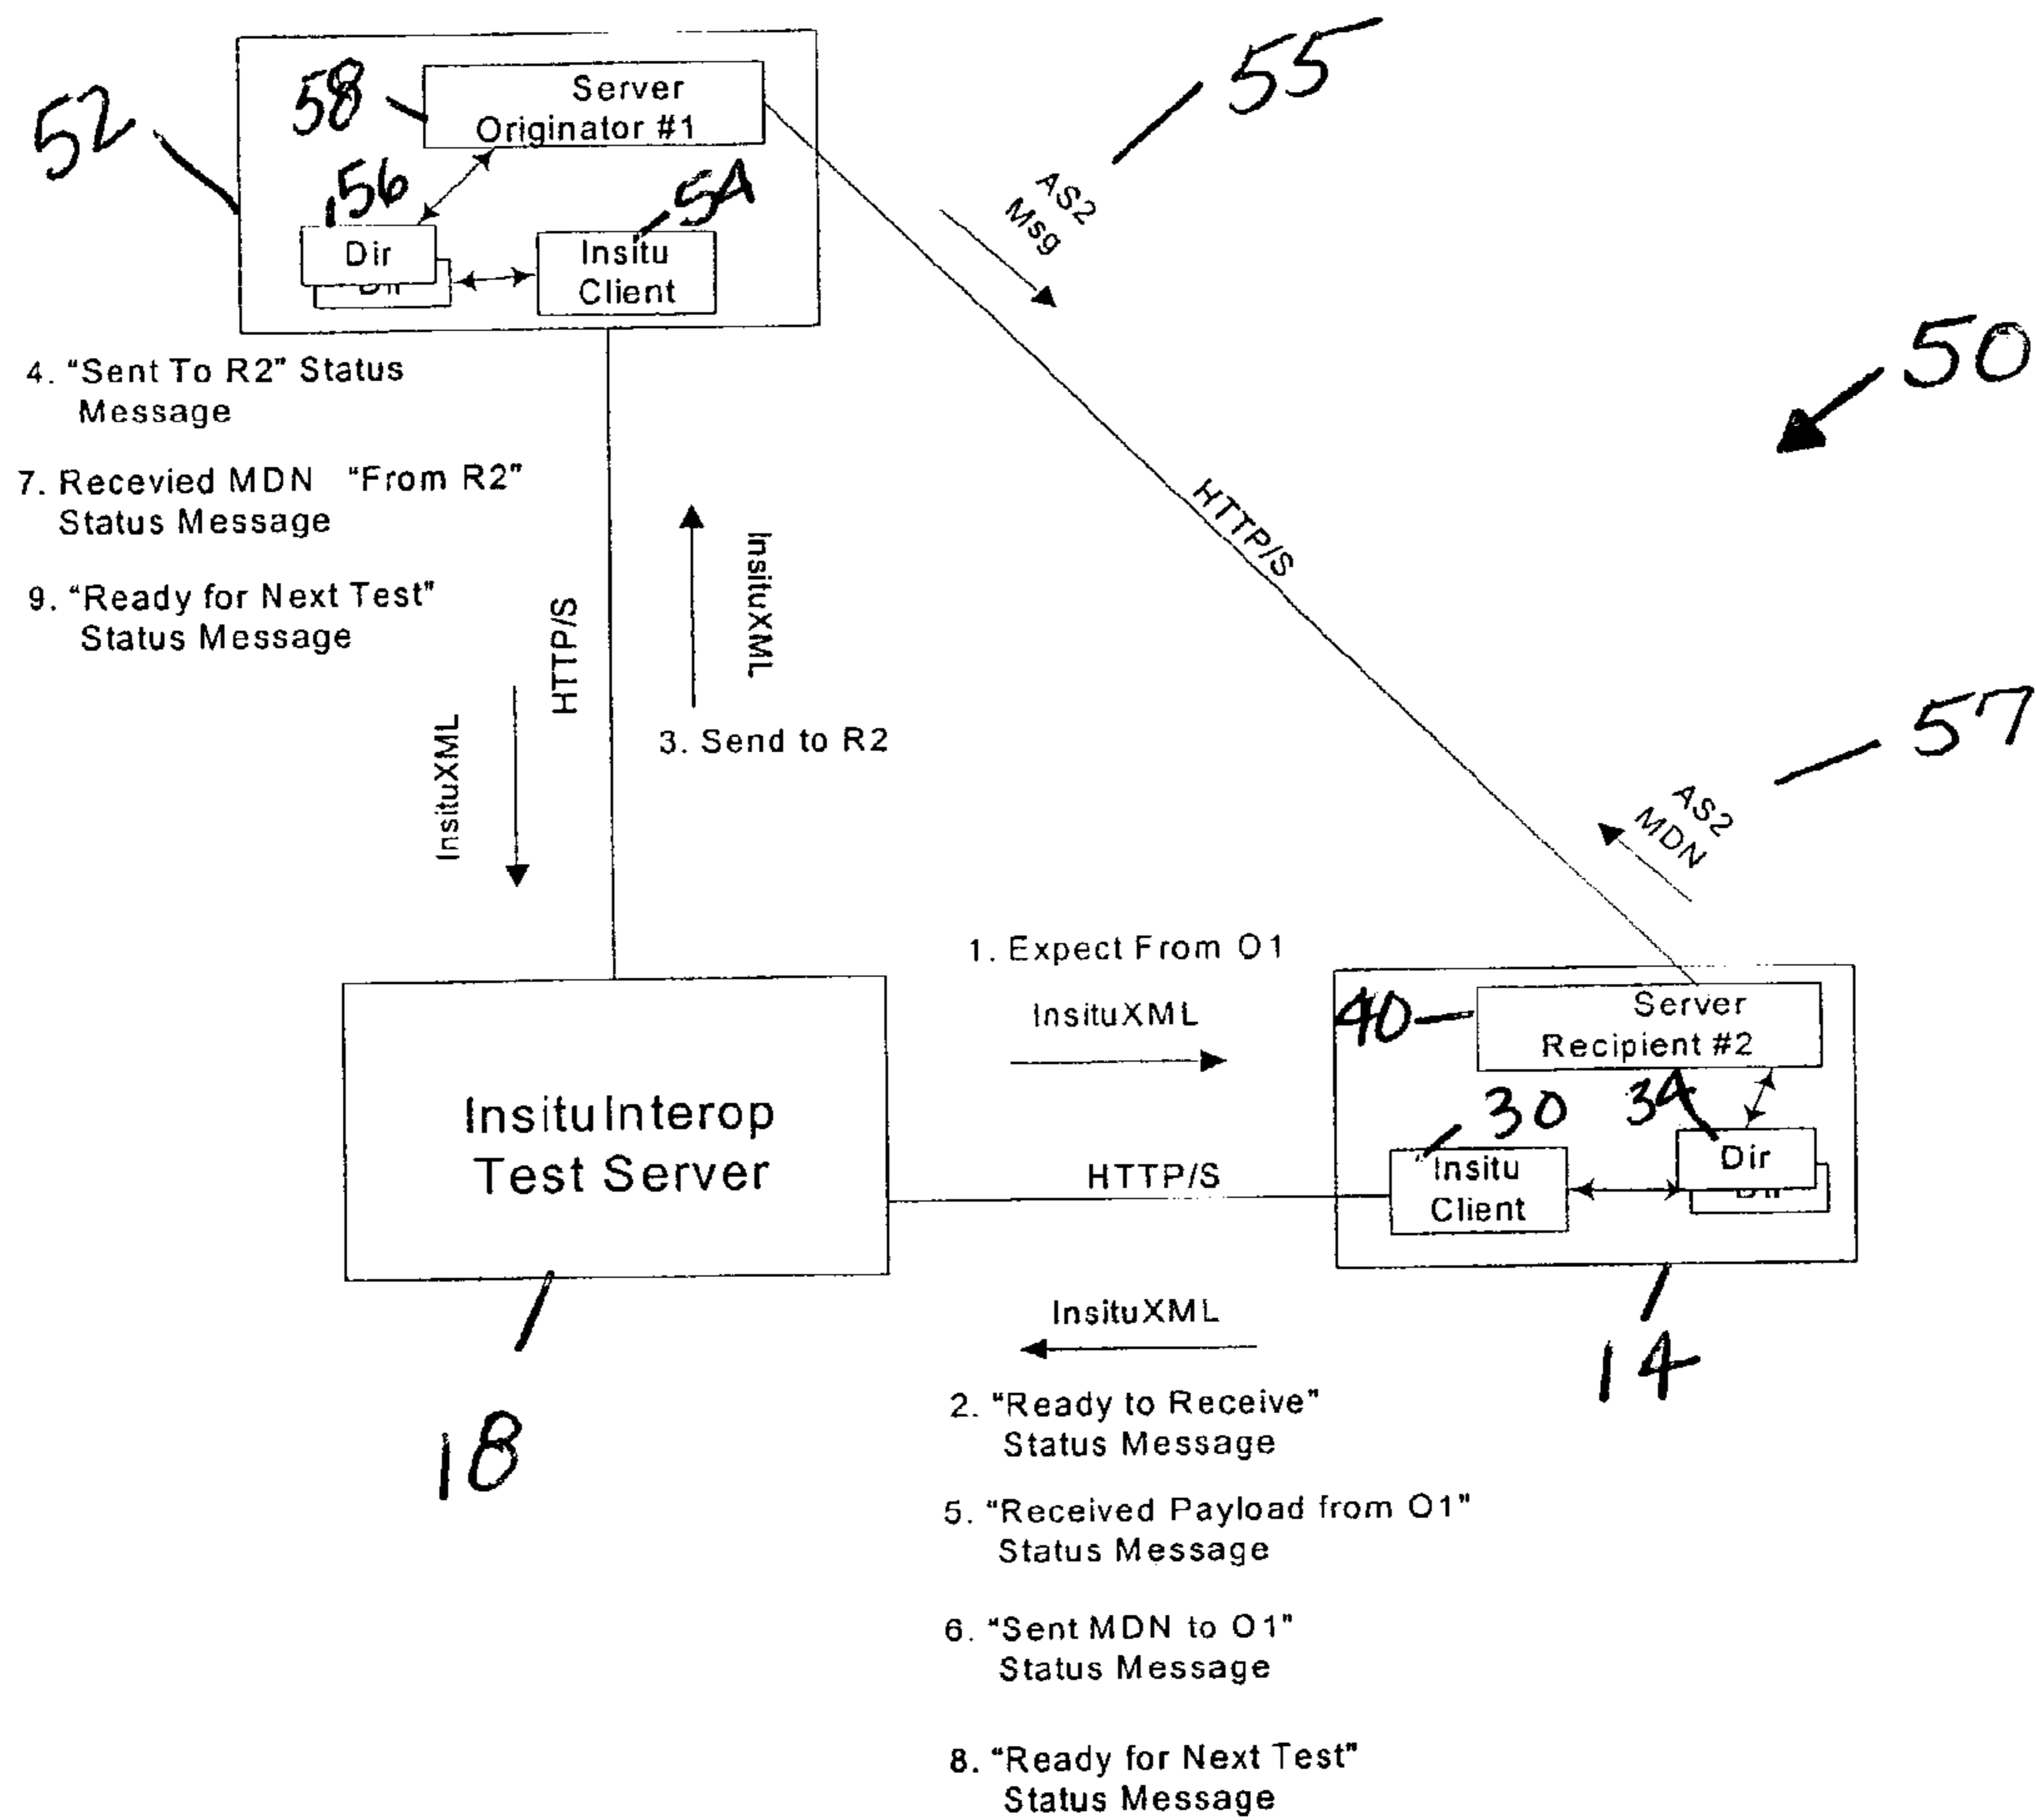 55
52
58
Server
Originator #1
56
54
Dir
Insitu
Client
AS2
Msg
50
4. "Sent To R2" Status
Message
7. Recevied MDN "From R2"
Status Message
9. "Ready for Next Test"
Status Message
HTTP/S
InsituXML
HTTP/S
InsituXML
3. Send to R2
57
AS2
MDN
1. Expect From O1
InsituXML
40
Server
Recipient #2
InsituInterop
Test Server
30
34
Dir
HTTP/S
Insitu
Client
InsituXML
14
18
2. "Ready to Receive"
Status Message
5. "Received Payload from O1"
Status Message
6. "Sent MDN to O1"
Status Message
8. "Ready for Next Test"
Status Message